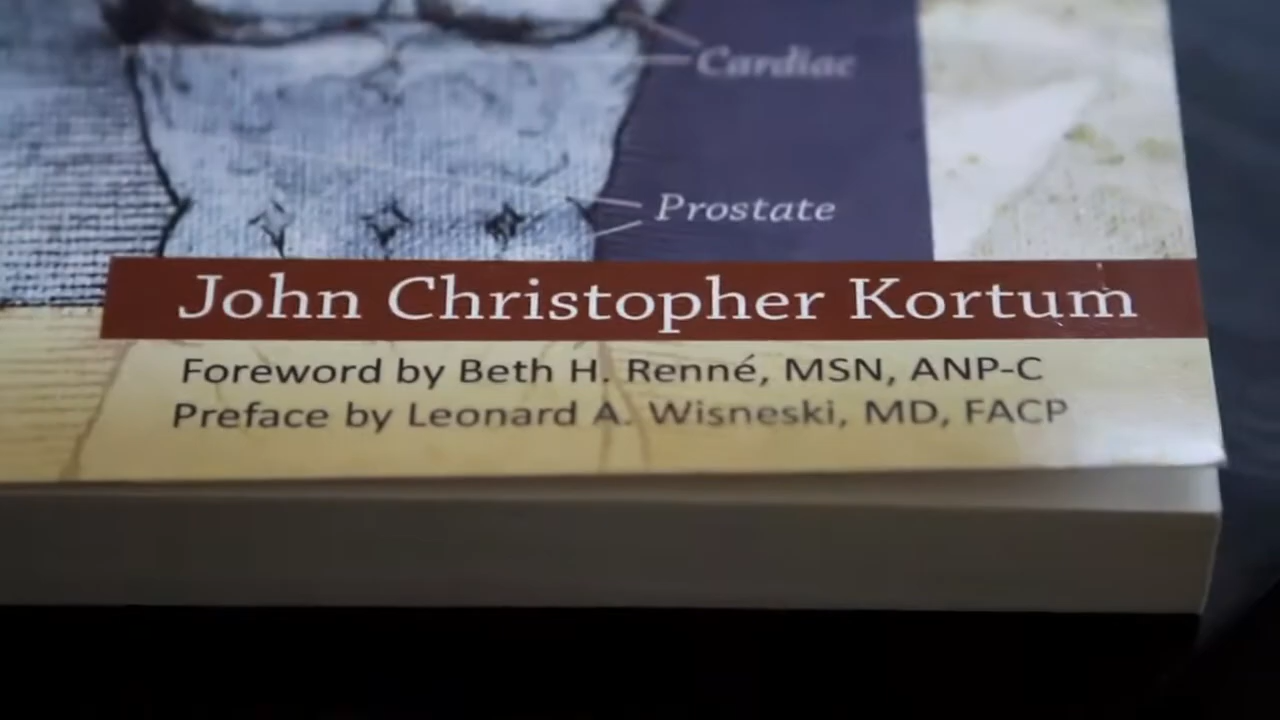 Cardiac
Prostate
John Christopher Kortum
Foreword by Beth H. Renné, MSN, ANP-C
Preface by Leonard A. Wisneski, MD, FACP